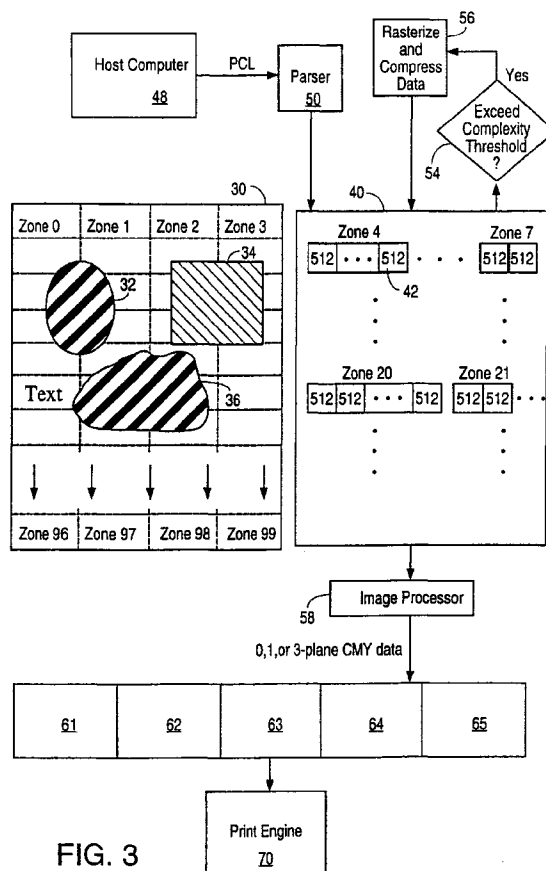 Host Computer
48
PCL
Parser
50
56
Rasterize
and
Compress
Data
Yes
Exceed
Complexity
Threshold
?
54
30
Zone 0 Zone 1 Zone 2 Zone 3
34
32
Text
36
Zone 96 Zone 97 Zone 98 Zone 99
40
Zone 4 Zone 7
512 • • • 512 • • • • 512 512
42
Zone 20 Zone 21
512 512 • • • 512 512 512 • • •
58
Image Processor
0,1,or 3-plane CMY data
61 62 63 64 65
Print Engine
70
FIG. 3